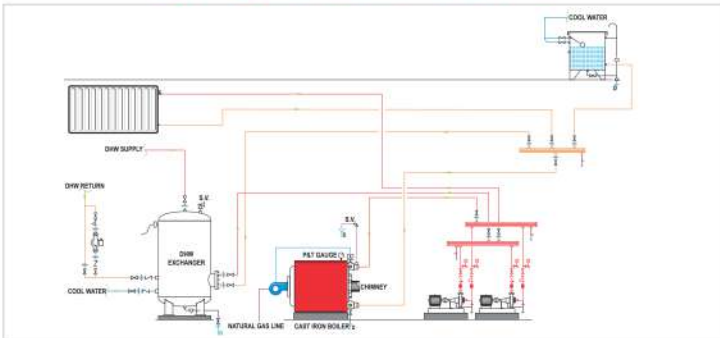 COOL WATER
DHW SUPPLY
DHW RETURN
S.V.
S.V.
DHW
EXCHANGER
P&T GAUGE
CHIMNEY
COOL WATER
NATURAL GAS LINE
CAST IRON BOILER